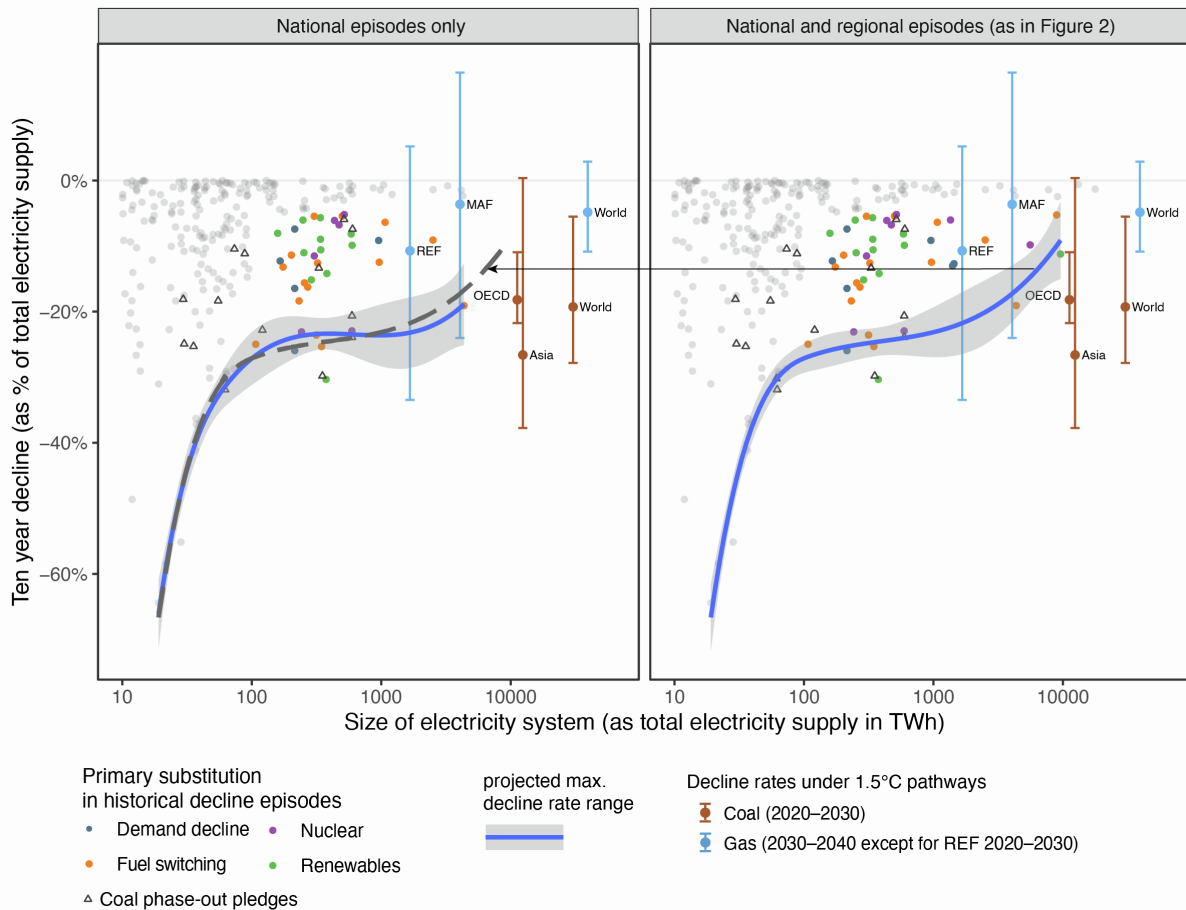 National episodes only
National and regional episodes (as in Figure 2)
Ten year decline (as % of total electricity supply)
0%
−20%
−40%
−60%
MAF
World
REF
OECD
World
Asia
MAF
World
REF
OECD
World
Asia
10
100
1000
10000
10
100
1000
10000
Size of electricity system (as total electricity supply in TWh)
Primary substitution
in historical decline episodes
Demand decline
Nuclear
Fuel switching
Renewables
Coal phase-out pledges
projected max.
decline rate range
Decline rates under 1.5°C pathways
Coal (2020–2030)
Gas (2030–2040 except for REF 2020–2030)